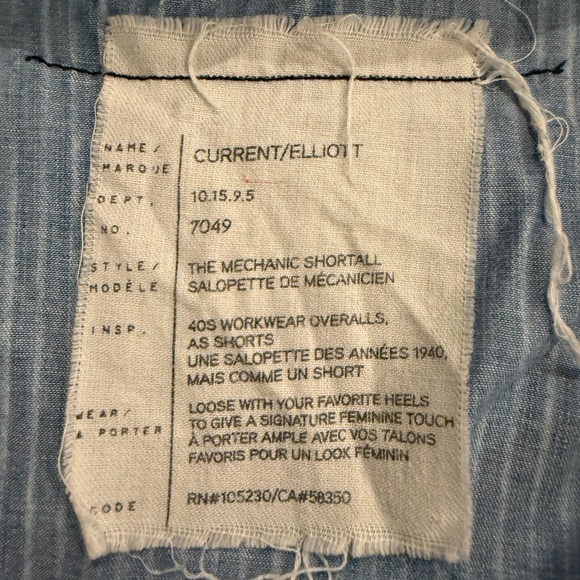 NAME / MARQUE CURRENT/ELLIOTT
DEPT. 10.15.9.5
NO. 7049
STYLE / MODÈLE THE MECHANIC SHORTALL
SALOPETTE DE MÉCANICIEN
INSP. 40S WORKWEAR OVERALLS,
AS SHORTS
UNE SALOPETTE DES ANNÉES 1940,
MAIS COMME UN SHORT
WEAR/ LOOSE WITH YOUR FAVORITE HEELS
À PORTER TO GIVE A SIGNATURE FEMININE TOUCH
À PORTER AMPLE AVEC VOS TALONS
FAVORIS POUR UN LOOK FÉMININ
CODE RN#105230/CA#58350